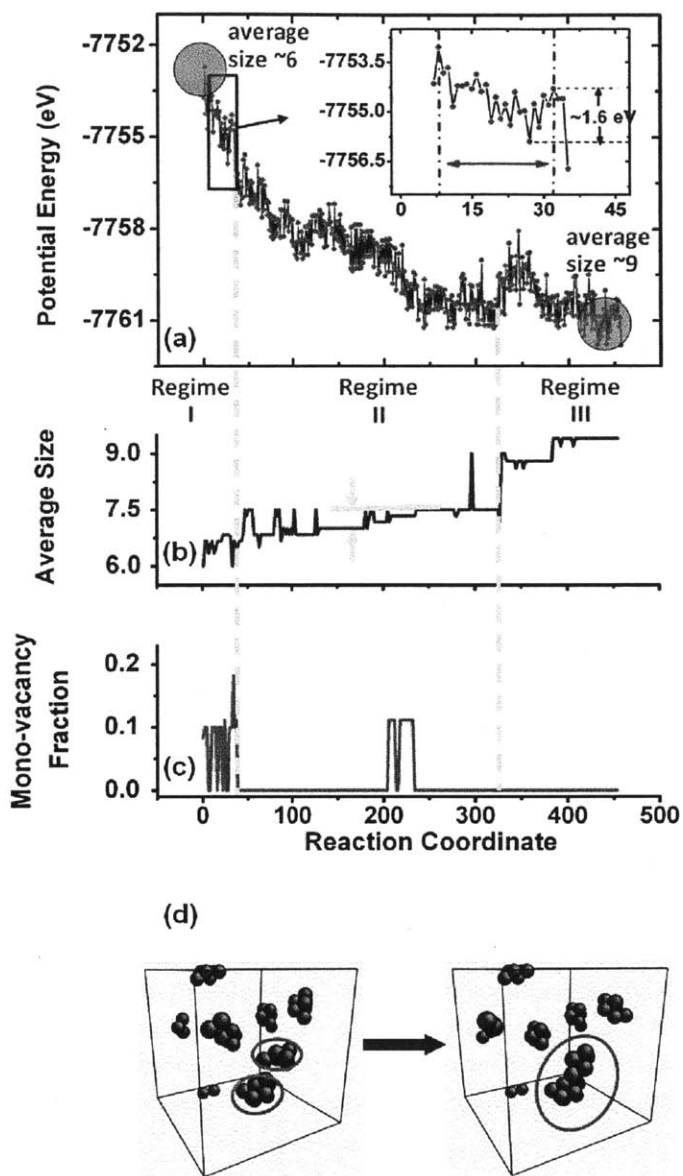 -7752
-7755
-7758
-7761
Potential Energy (eV)
average
size ~6
-7753.5
-7755.0
-7756.5
~1.6 eV
0 15 30 45
average
size ~9
(a)
Regime
I
Regime
II
Regime
III
9.0
7.5
6.0
Average Size
(b)
0.2
0.1
0.0
Mono-vacancy
Fraction
(c)
0 100 200 300 400 500
Reaction Coordinate
(d)